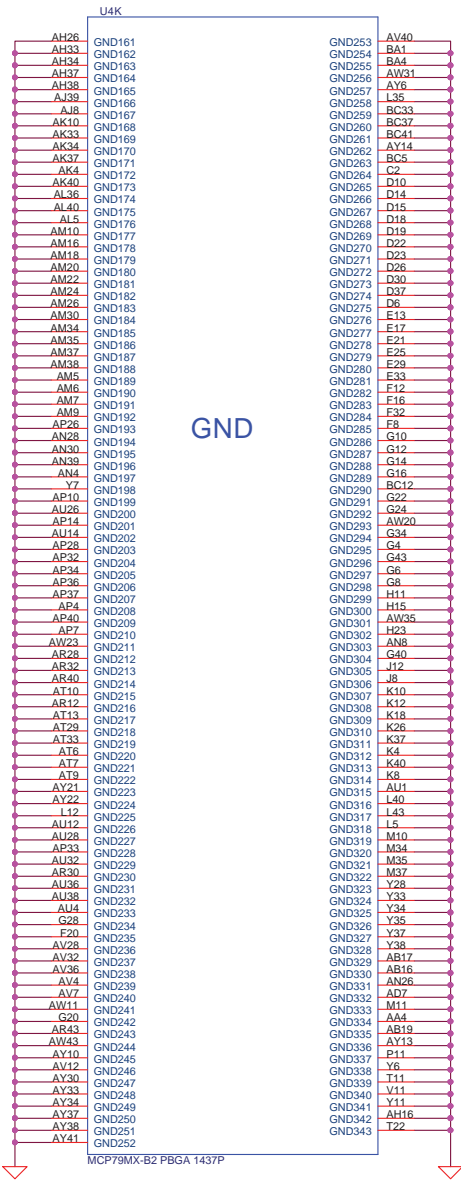 U4K
AH26 GND161 GND253 AV40
AH33 GND162 GND254 BA1
AH34 GND163 GND255 BA4
AH37 GND164 GND256 AW31
AH38 GND165 GND257 AY6
AJ39 GND166 GND258 L35
AJ8 GND167 GND259 BC33
AK10 GND168 GND260 BC37
AK33 GND169 GND261 BC41
AK34 GND170 GND262 AY14
AK37 GND171 GND263 BC5
AK4 GND172 GND264 C2
AK40 GND173 GND265 D10
AL36 GND174 GND266 D14
AL40 GND175 GND267 D15
AL5 GND176 GND268 D18
AM10 GND177 GND269 D19
AM16 GND178 GND270 D22
AM18 GND179 GND271 D23
AM20 GND180 GND272 D26
AM22 GND181 GND273 D30
AM24 GND182 GND274 D37
AM26 GND183 GND275 D6
AM30 GND184 GND276 E13
AM34 GND185 GND277 E17
AM35 GND186 GND278 E21
AM37 GND187 GND279 E25
AM38 GND188 GND280 E29
AM5 GND189 GND281 E33
AM6 GND190 GND282 F12
AM7 GND191 GND283 F16
AM9 GND192 GND284 F32
AP26 GND193 GND285 F8
GND
AN28 GND194 GND286 G10
AN30 GND195 GND287 G12
AN39 GND196 GND288 G14
AN4 GND197 GND289 G16
Y7 GND198 GND290 BC12
AP10 GND199 GND291 G22
AU26 GND200 GND292 G24
AP14 GND201 GND293 AW20
AU14 GND202 GND294 G34
AP28 GND203 GND295 G4
AP32 GND204 GND296 G43
AP34 GND205 GND297 G6
AP36 GND206 GND298 G8
AP37 GND207 GND299 H11
AP4 GND208 GND300 H15
AP40 GND209 GND301 AW35
AP7 GND210 GND302 H23
AW23 GND211 GND303 AN8
AR28 GND212 GND304 G40
AR32 GND213 GND305 J12
AR40 GND214 GND306 J8
AT10 GND215 GND307 K10
AR12 GND216 GND308 K12
AT13 GND217 GND309 K18
AT29 GND218 GND310 K26
AT33 GND219 GND311 K37
AT6 GND220 GND312 K4
AT7 GND221 GND313 K40
AT9 GND222 GND314 K8
AY21 GND223 GND315 AU1
AY22 GND224 GND316 L40
L12 GND225 GND317 L43
AU12 GND226 GND318 L5
AU28 GND227 GND319 M10
AP33 GND228 GND320 M34
AU32 GND229 GND321 M35
AR30 GND230 GND322 M37
AU36 GND231 GND323 Y28
AU38 GND232 GND324 Y33
AU4 GND233 GND325 Y34
G28 GND234 GND326 Y35
F20 GND235 GND327 Y37
AV28 GND236 GND328 Y38
AV32 GND237 GND329 AB17
AV36 GND238 GND330 AB16
AV4 GND239 GND331 AN26
AV7 GND240 GND332 AD7
AW11 GND241 GND333 M11
G20 GND242 GND334 AA4
AR43 GND243 GND335 AB19
AW43 GND244 GND336 AY13
AY10 GND245 GND337 P11
AV12 GND246 GND338 Y6
AY30 GND247 GND339 T11
AY33 GND248 GND340 V11
AY34 GND249 GND341 Y11
AY37 GND250 GND342 AH16
AY38 GND251 GND343 T22
AY41 GND252
MCP79MX-B2 PBGA 1437P